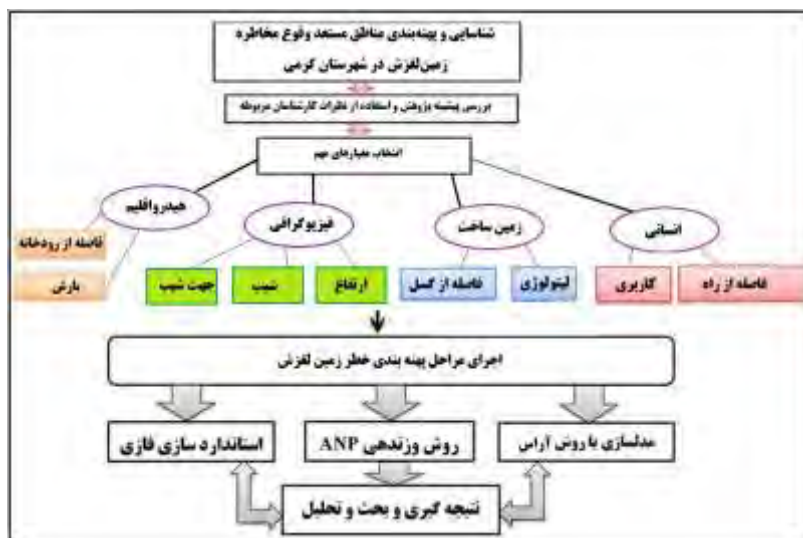 شناسایی و پهنه‌بندی مناطق مستعد وقوع مخاطره
زمین‌لغزش در شهرستان گرمی
بررسی پیشینه پژوهش و استفاده از نظرات کارشناسان مربوطه
انتخاب معیارهای مهم
انسانی
زمین ساخت
فیزیوگرافی
هیدرواقلیم
فاصله از رودخانه
فاصله از راه
کاربری
لیتولوژی
فاصله از گسل
ارتفاع
شیب
جهت شیب
بارش
اجرای مراحل پهنه بندی خطر زمین لغزش
مدلسازی با روش آراس
روش وزندهی ANP
استاندارد سازی فازی
نتیجه گیری و بحث و تحلیل